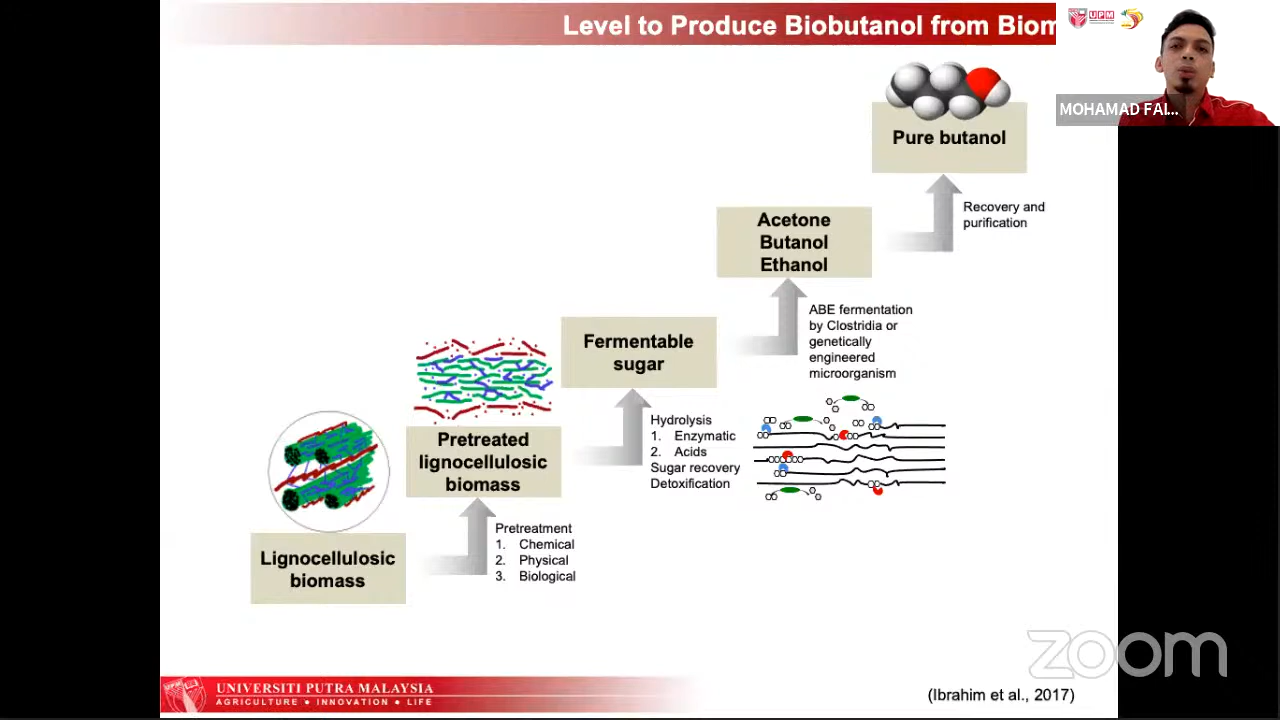 Level to Produce Biobutanol from Biom
UPM
MOHAMAD FAI...
Pure butanol
Recovery and
purification
Acetone
Butanol
Ethanol
ABE fermentation
by Clostridia or
genetically
engineered
microorganism
Fermentable
sugar
Hydrolysis
1. Enzymatic
2. Acids
Sugar recovery
Detoxification
Pretreated
lignocellulosic
biomass
Pretreatment
1. Chemical
2. Physical
3. Biological
Lignocellulosic
biomass
zoom
UNIVERSITI PUTRA MALAYSIA
AGRICULTURE • INNOVATION • LIFE
(Ibrahim et al., 2017)